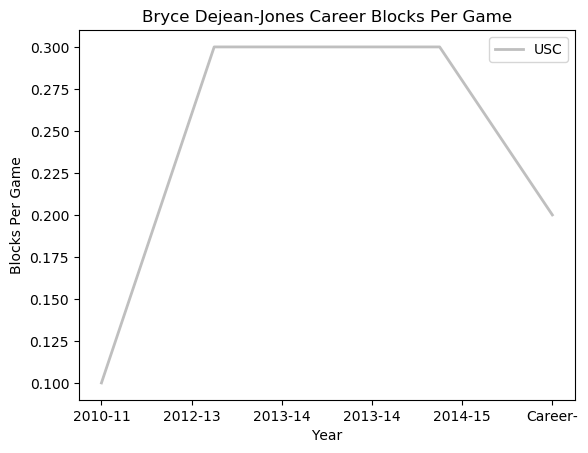 Bryce Dejean-Jones Career Blocks Per Game
USC
0.300
0.275
0.250
0.225
0.200
0.175
0.150
0.125
0.100
Blocks Per Game
2010-11 2012-13 2013-14 2013-14 2014-15 Career-
Year